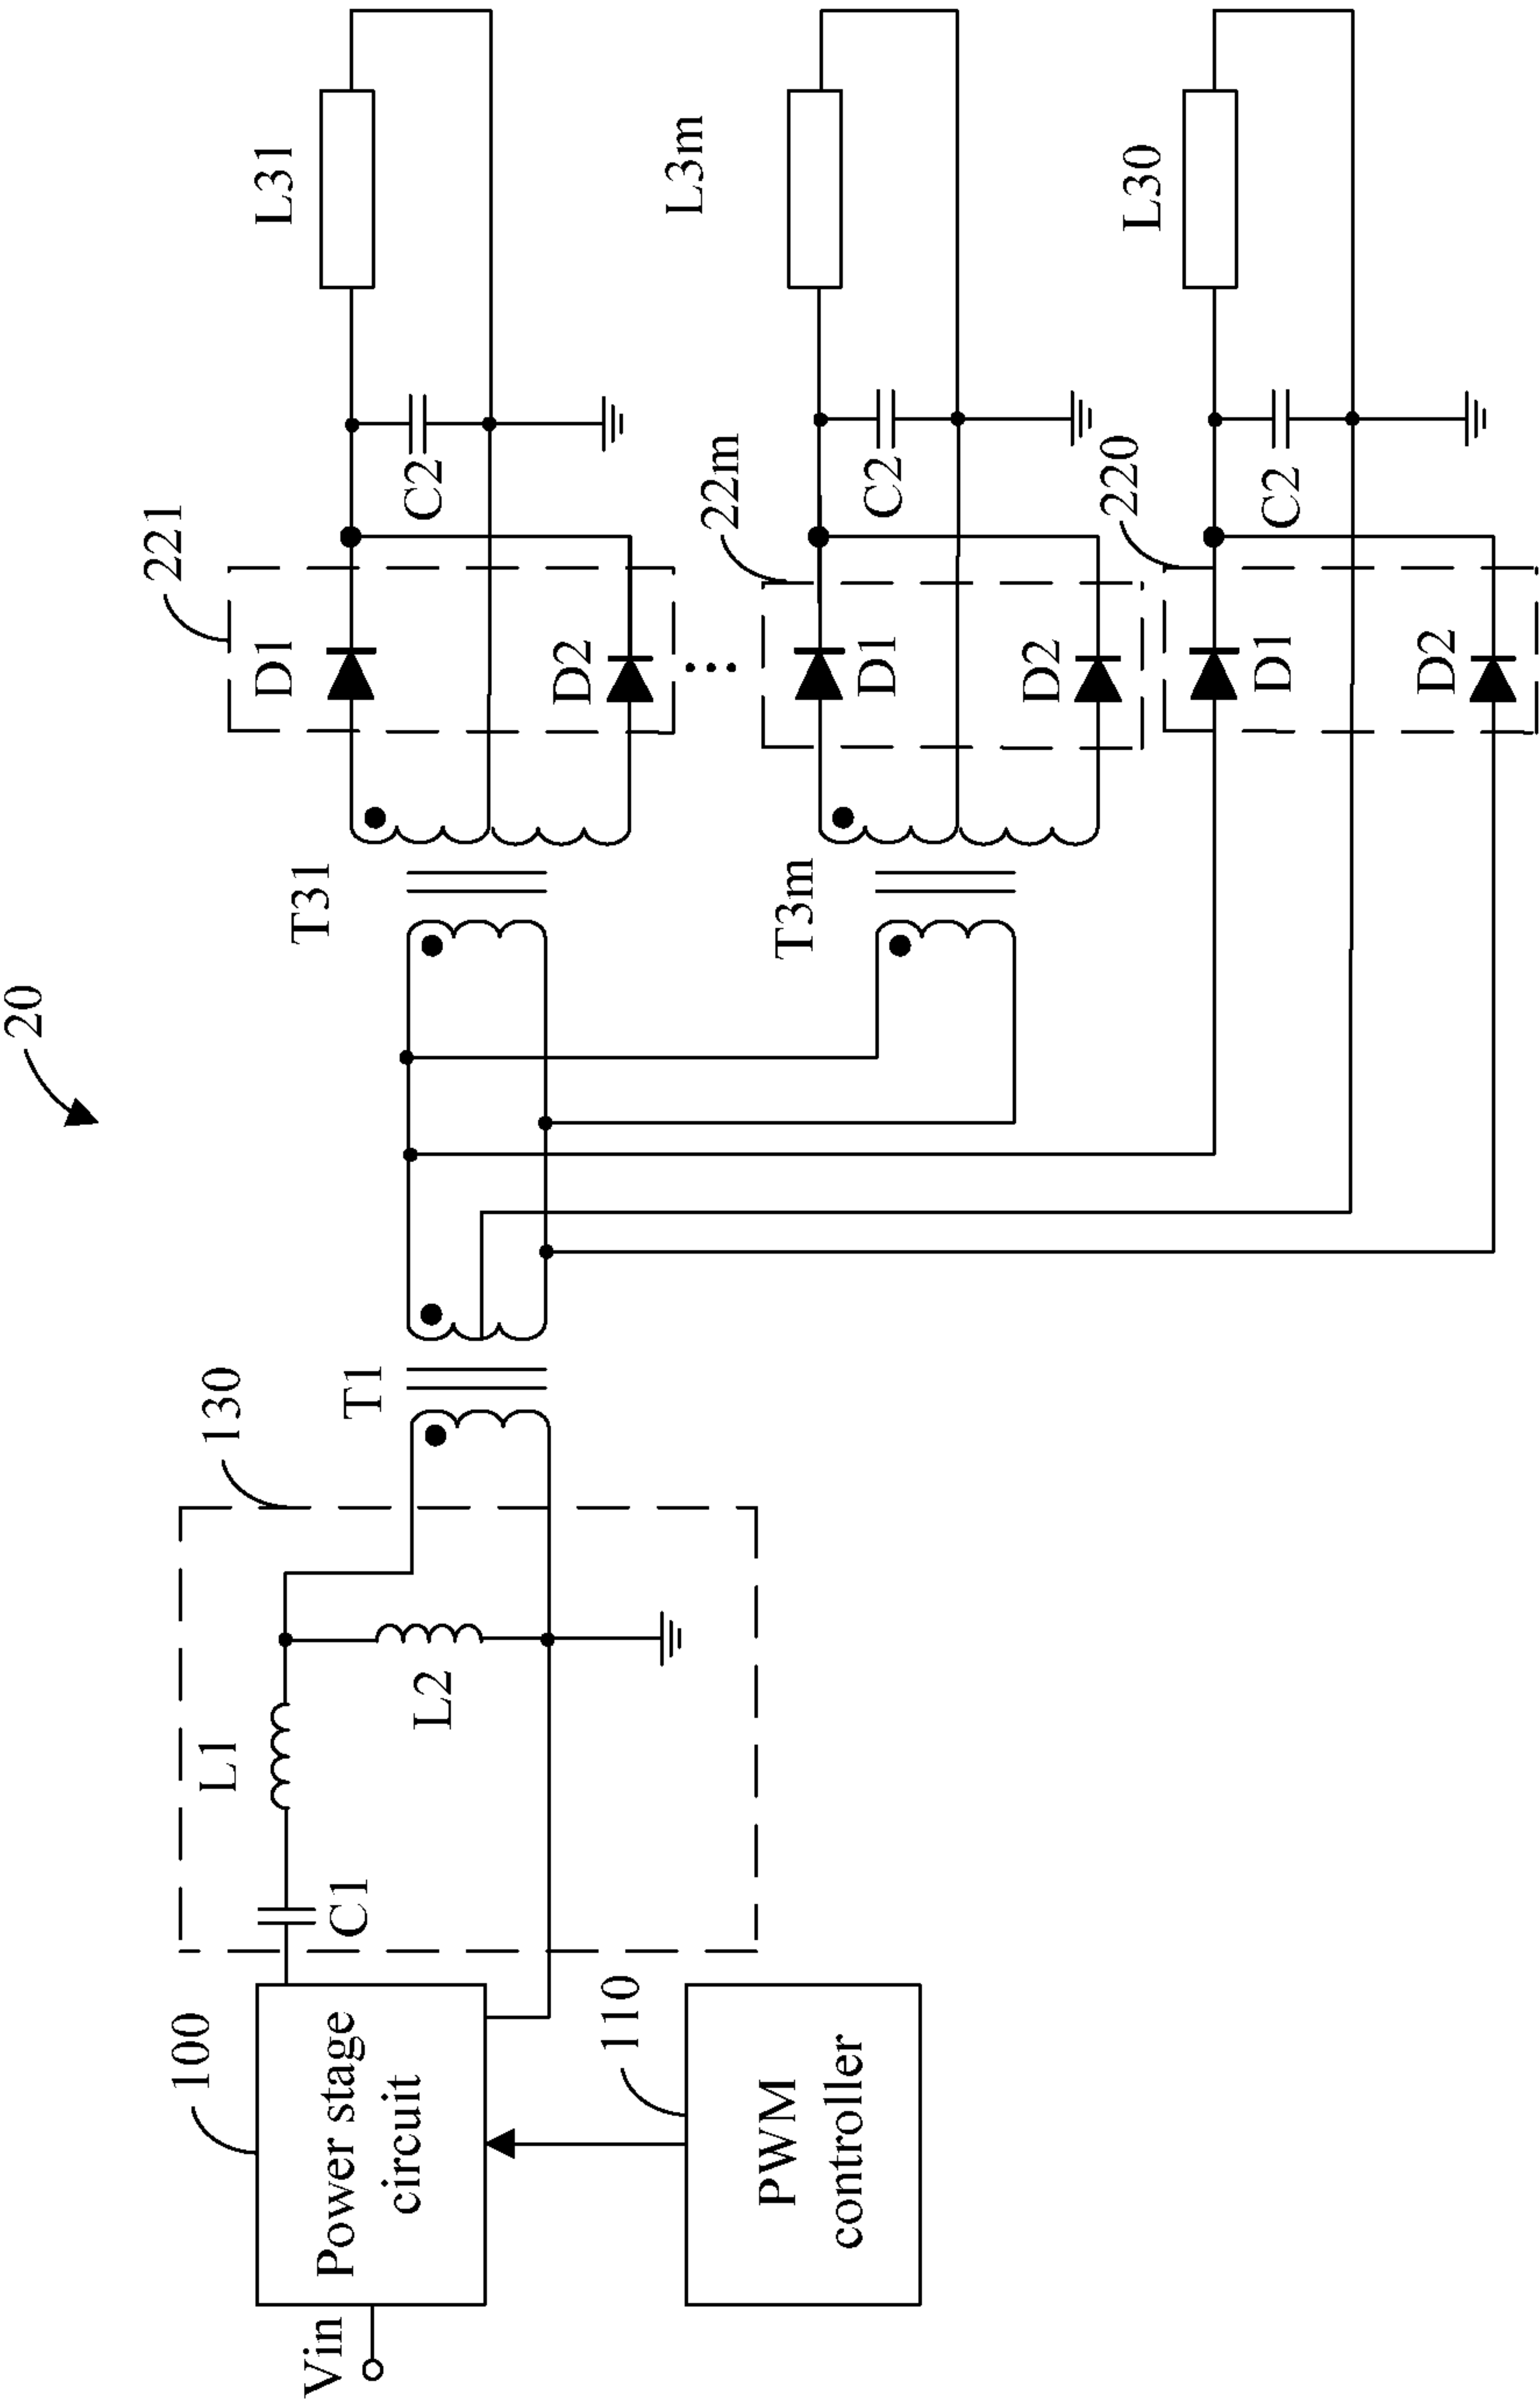 20
Vin
100
Power stage
circuit
110
PWM
controller
130
C1
L1
L2
T1
T31
221
D1
D2
C2
L31
T3m
22m
D1
D2
C2
L3m
220
D1
D2
C2
L30